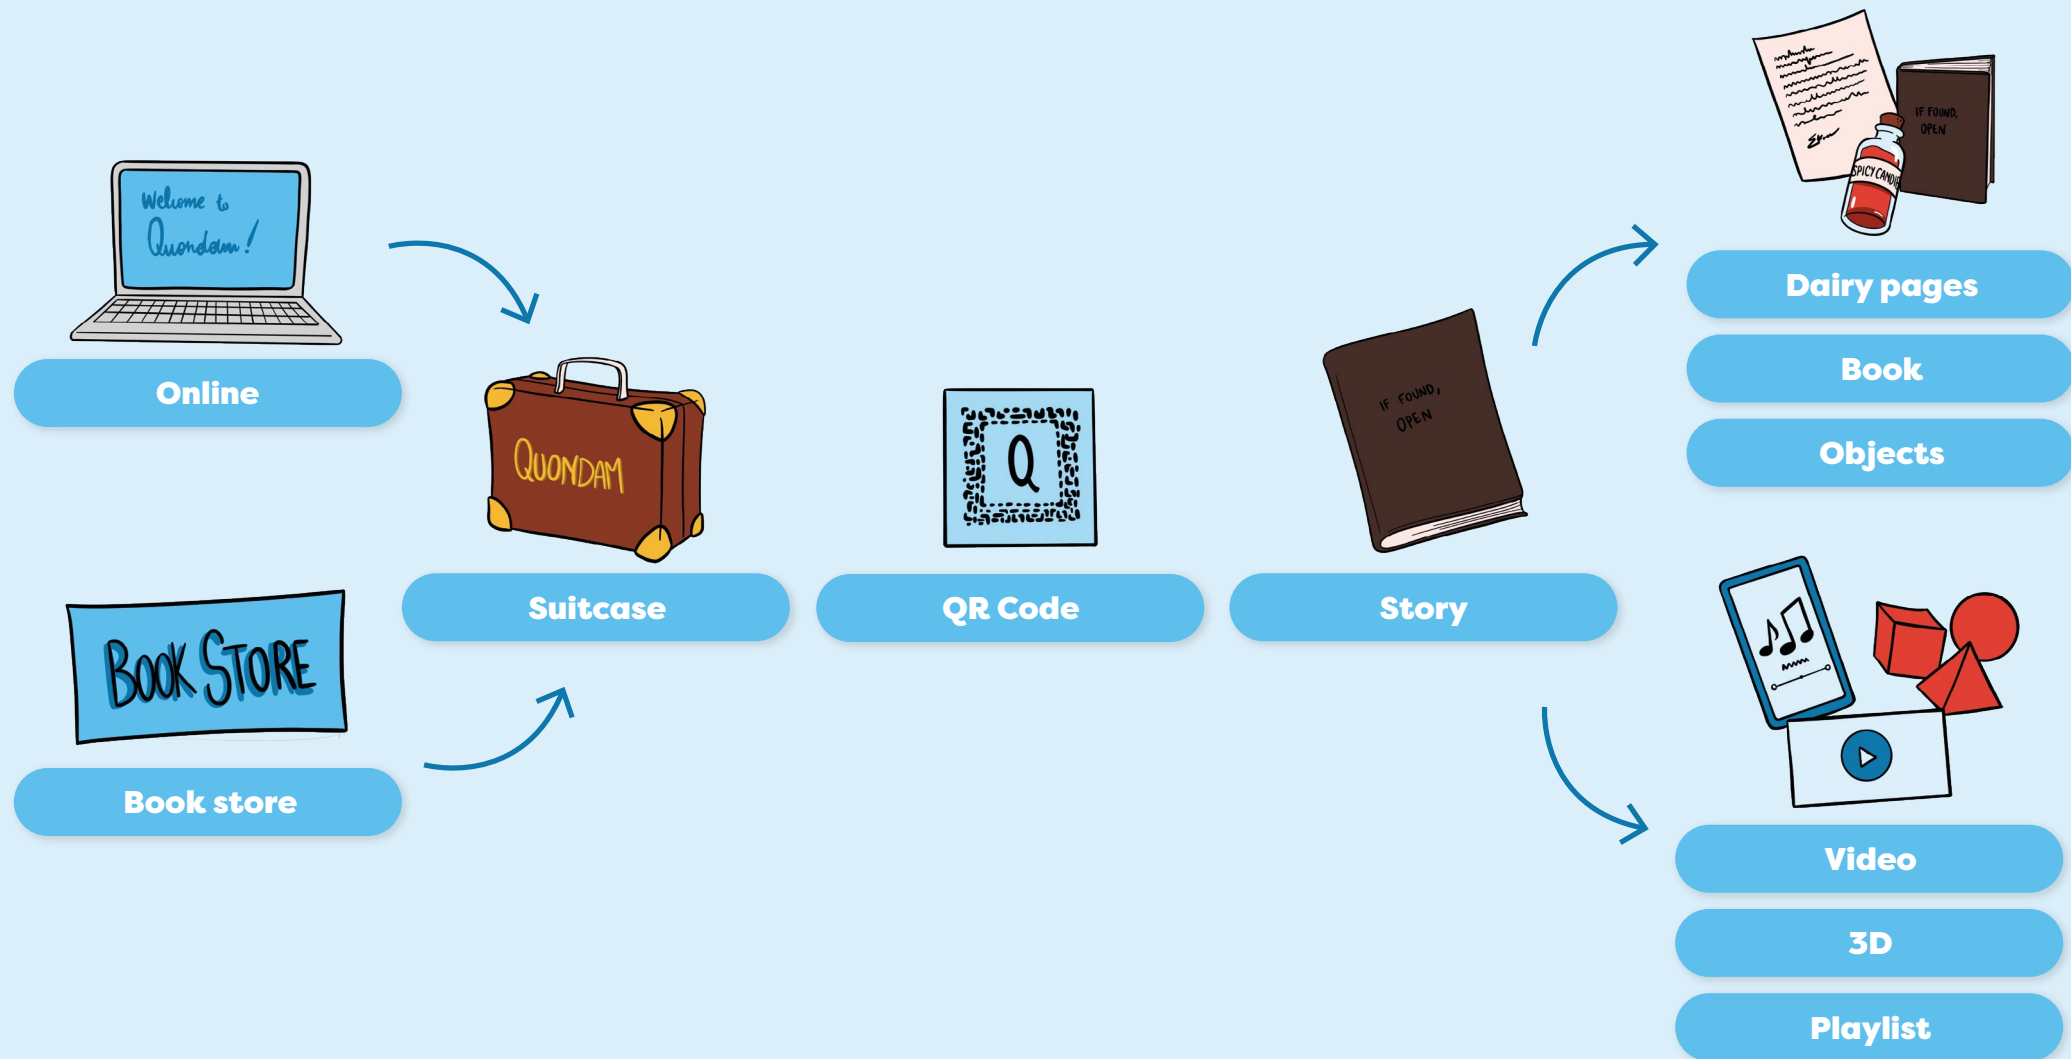 Welcome to
Quondam!
Online
BOOK STORE
Book store
QUONDAM
Suitcase
Q
QR Code
IF FOUND,
OPEN
Story
IF FOUND,
OPEN
SPICY CANDIE
Dairy pages
Book
Objects
Video
3D
Playlist